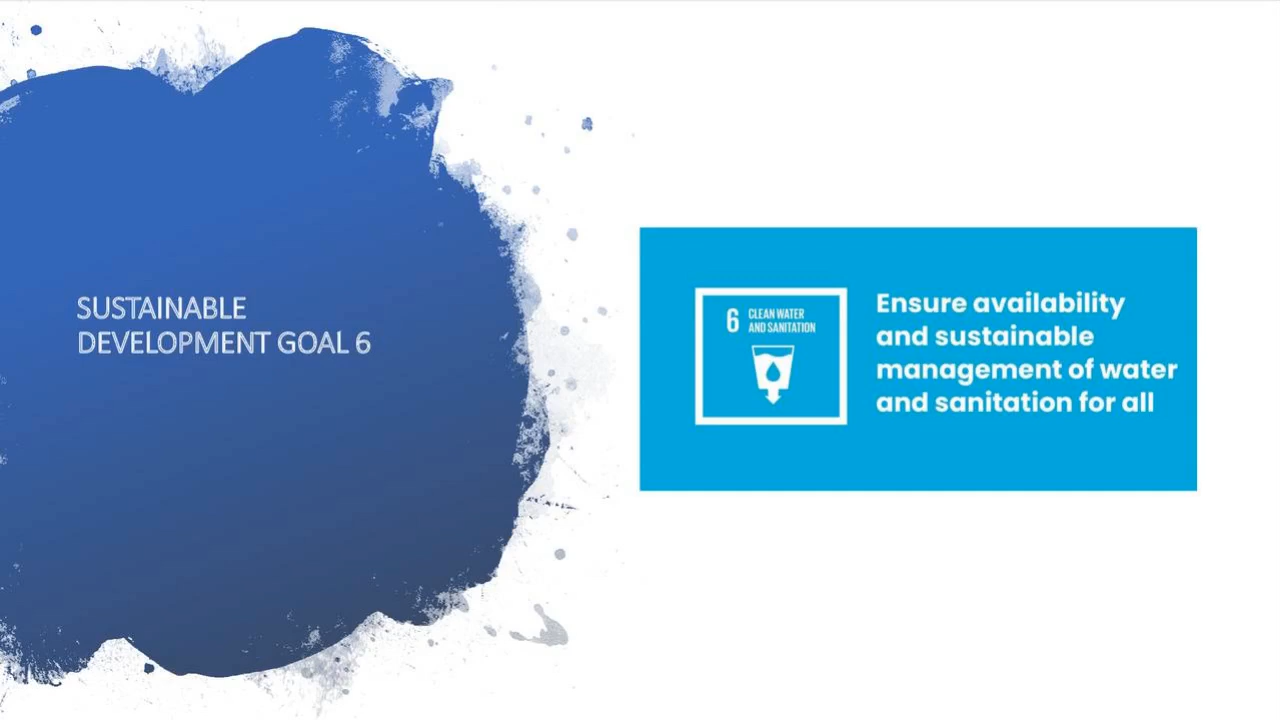 SUSTAINABLE
DEVELOPMENT GOAL 6
6 CLEAN WATER
AND SANITATION
Ensure availability
and sustainable
management of water
and sanitation for all